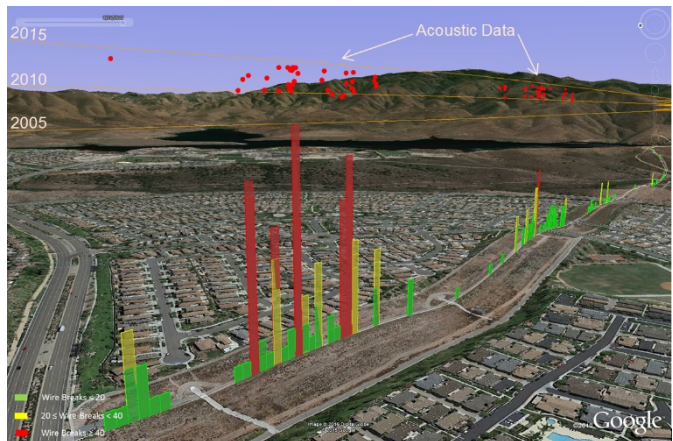 2015
Acoustic Data
2010
2005
Wire Breaks ≤ 20
20 ≤ Wire Breaks < 40
Wire Breaks ≥ 40
Google